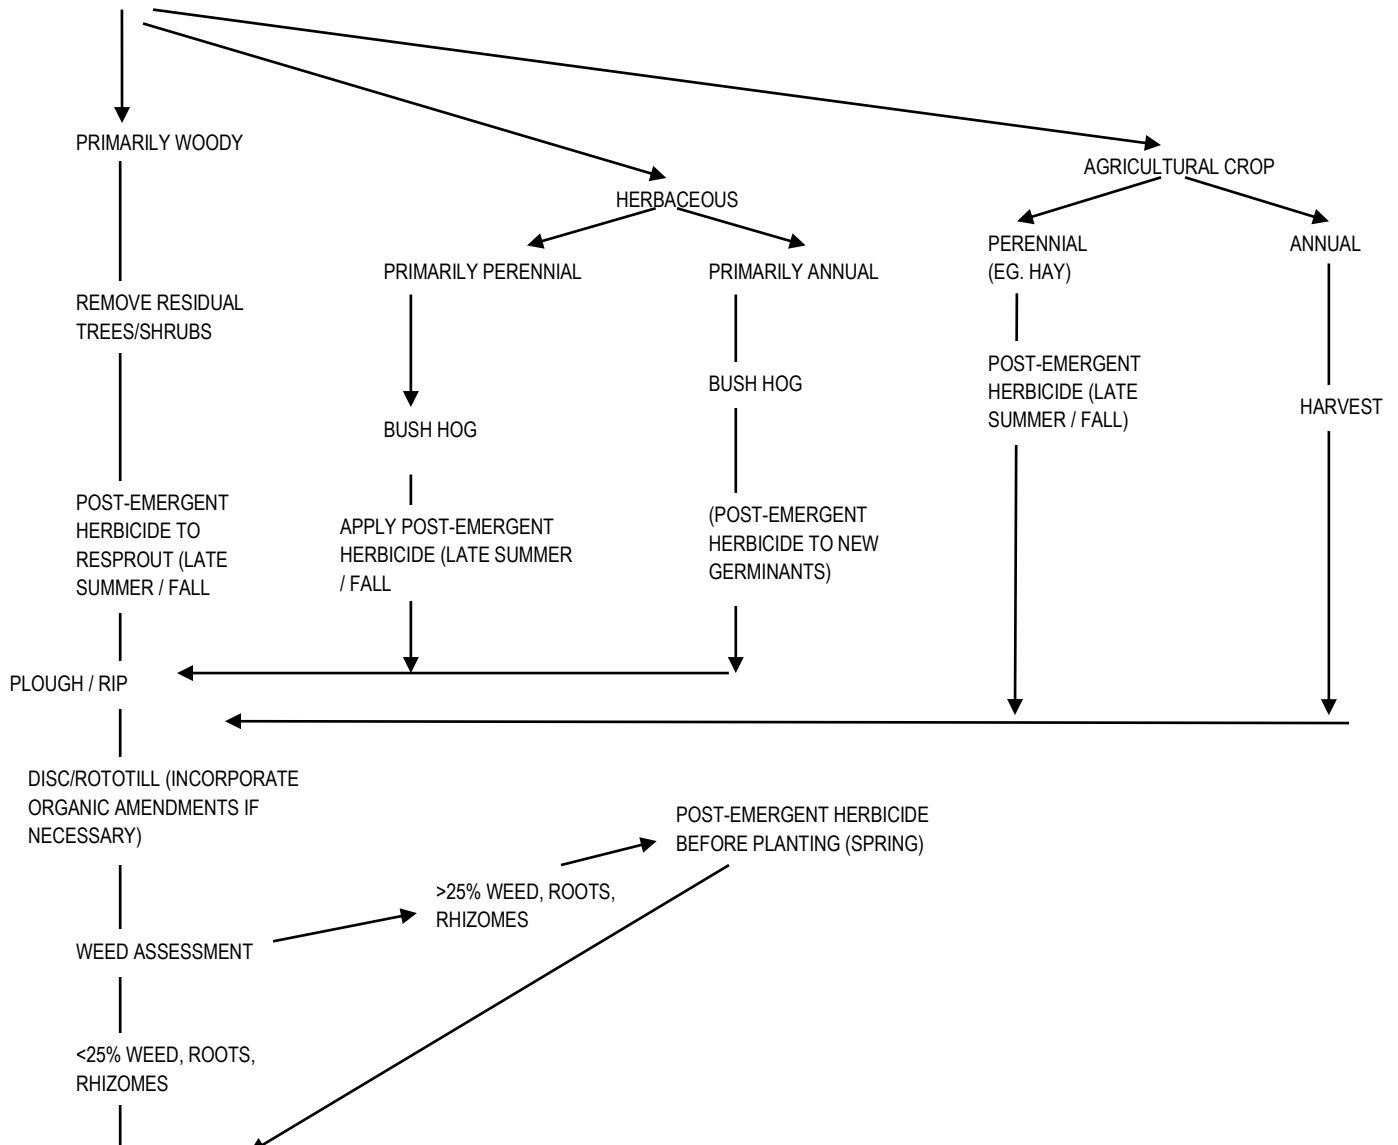 PRIMARILY WOODY
AGRICULTURAL CROP
HERBACEOUS
PERENNIAL
(EG. HAY)
ANNUAL
PRIMARILY PERENNIAL
PRIMARILY ANNUAL
REMOVE RESIDUAL
TREES/SHRUBS
POST-EMERGENT
HERBICIDE (LATE
SUMMER / FALL)
BUSH HOG
HARVEST
BUSH HOG
POST-EMERGENT
HERBICIDE TO
RESPROUT (LATE
SUMMER / FALL
APPLY POST-EMERGENT
HERBICIDE (LATE SUMMER
/ FALL
(POST-EMERGENT
HERBICIDE TO NEW
GERMINANTS)
PLOUGH / RIP
DISC/ROTOTILL (INCORPORATE
ORGANIC AMENDMENTS IF
NECESSARY)
POST-EMERGENT HERBICIDE
BEFORE PLANTING (SPRING)
>25% WEED, ROOTS,
RHIZOMES
WEED ASSESSMENT
<25% WEED, ROOTS,
RHIZOMES